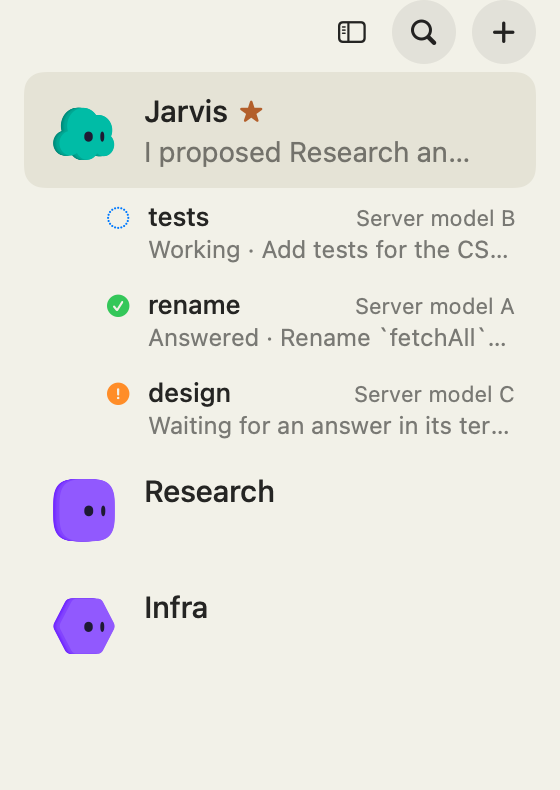 Jarvis
I proposed Research an...
tests Server model B
Working · Add tests for the CS...
rename Server model A
Answered · Rename `fetchAll`...
design Server model C
Waiting for an answer in its ter...
Research
Infra